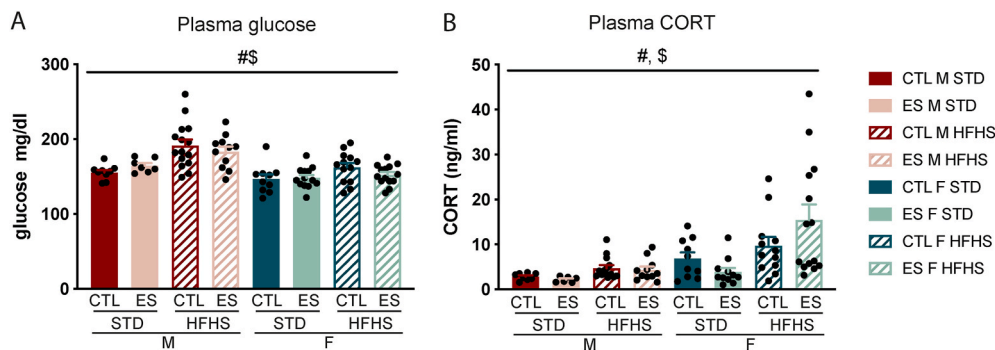 A
Plasma glucose
#$
glucose mg/dl
300
200
100
0
CTL ES CTL ES CTL ES CTL ES
STD HFHS STD HFHS
M F
B
Plasma CORT
#, $
CORT (ng/ml)
50
40
30
20
10
0
CTL ES CTL ES CTL ES CTL ES
STD HFHS STD HFHS
M F
CTL M STD
ES M STD
CTL M HFHS
ES M HFHS
CTL F STD
ES F STD
CTL F HFHS
ES F HFHS